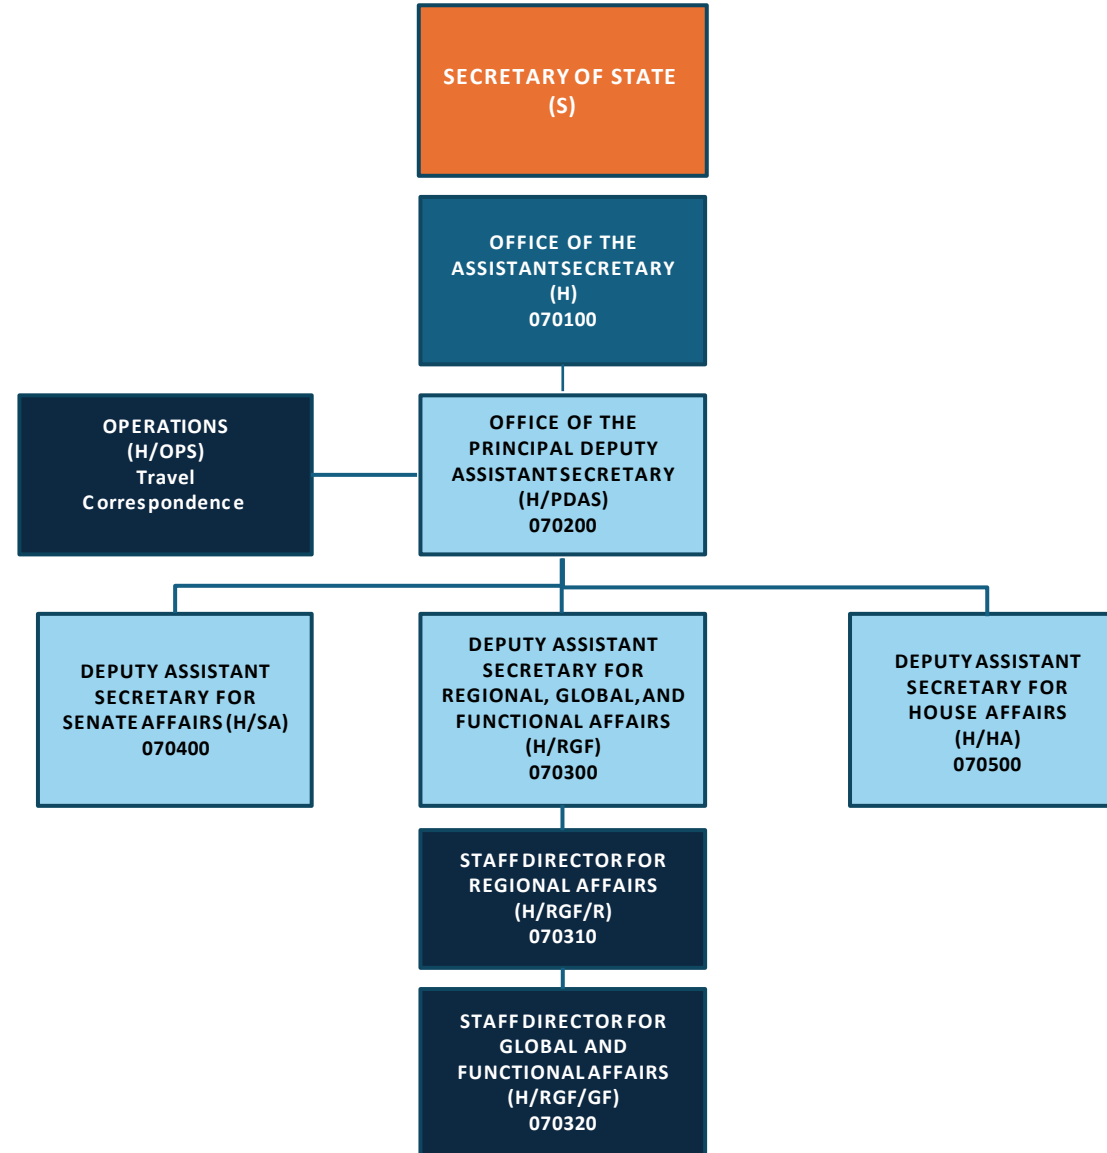 SECRETARY OF STATE
(S)
OFFICE OF THE
ASSISTANT SECRETARY
(H)
070100
OPERATIONS
(H/OPS)
Travel
Correspondence
OFFICE OF THE
PRINCIPAL DEPUTY
ASSISTANT SECRETARY
(H/PDAS)
070200
DEPUTY ASSISTANT
SECRETARY FOR
SENATE AFFAIRS (H/SA)
070400
DEPUTY ASSISTANT
SECRETARY FOR
REGIONAL, GLOBAL, AND
FUNCTIONAL AFFAIRS
(H/RGF)
070300
DEPUTY ASSISTANT
SECRETARY FOR
HOUSE AFFAIRS
(H/HA)
070500
STAFF DIRECTOR FOR
REGIONAL AFFAIRS
(H/RGF/R)
070310
STAFF DIRECTOR FOR
GLOBAL AND
FUNCTIONAL AFFAIRS
(H/RGF/GF)
070320